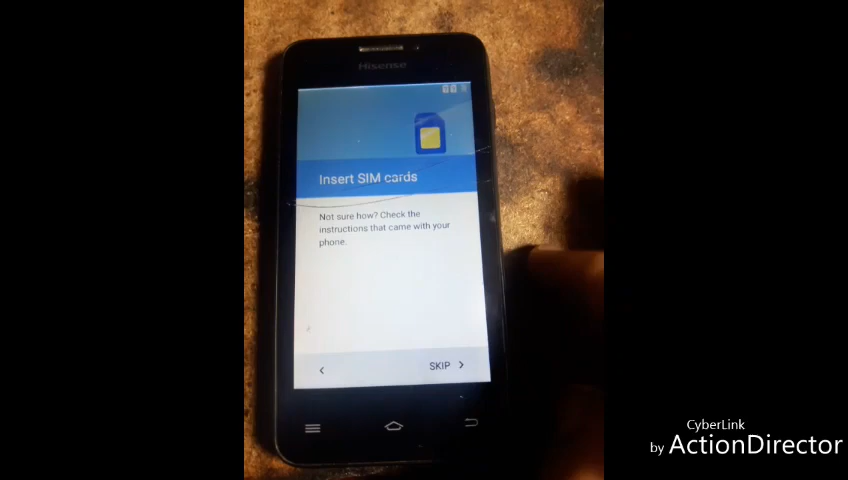 Hisense
Insert SIM cards
Not sure how? Check the
instructions that came with your
phone.
SKIP
CyberLink
by ActionDirector